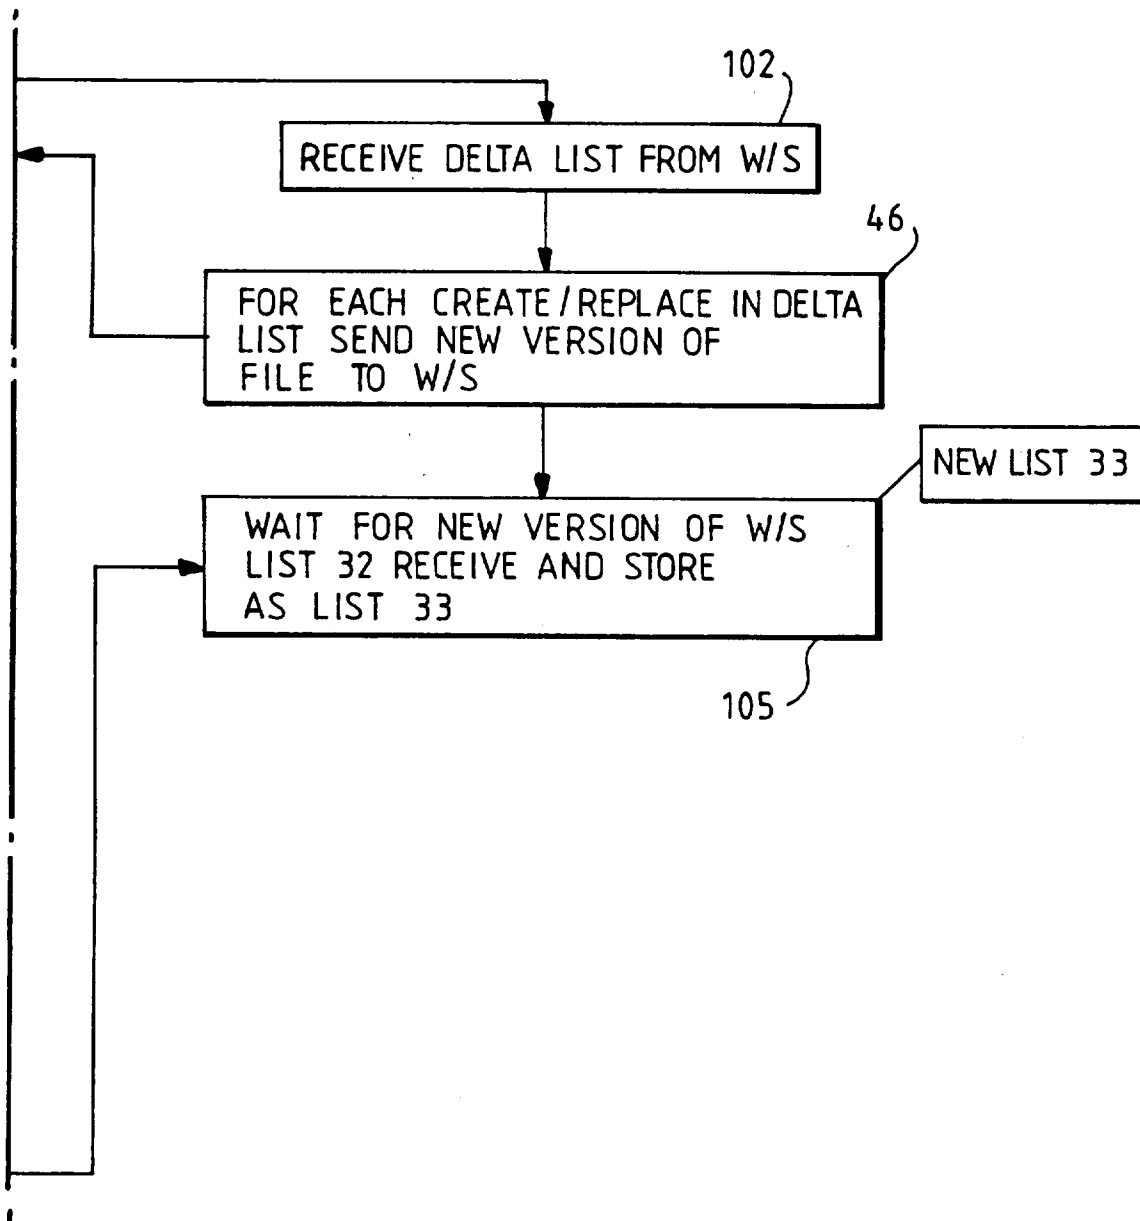 102
RECEIVE DELTA LIST FROM W/S
46
FOR EACH CREATE/REPLACE IN DELTA
LIST SEND NEW VERSION OF
FILE TO W/S
NEW LIST 33
WAIT FOR NEW VERSION OF W/S
LIST 32 RECEIVE AND STORE
AS LIST 33
105